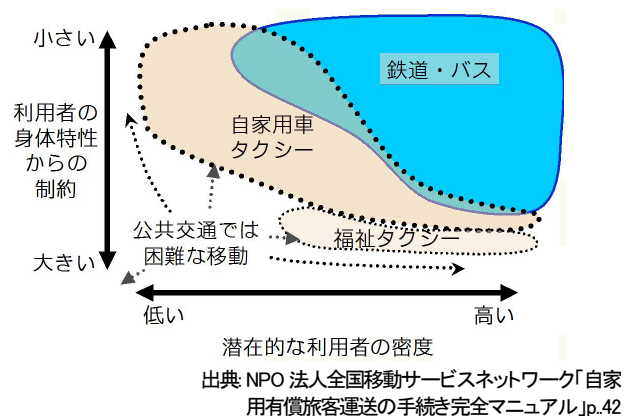 小さい
鉄道・バス
利用者の
身体特性
からの
制約
自家用車
タクシー
公共交通では
困難な移動
福祉タクシー
大きい
低い
高い
潜在的な利用者の密度
出典: NPO 法人全国移動サービスネットワーク「自家
用有償旅客運送の手続き完全マニュアル」p..42